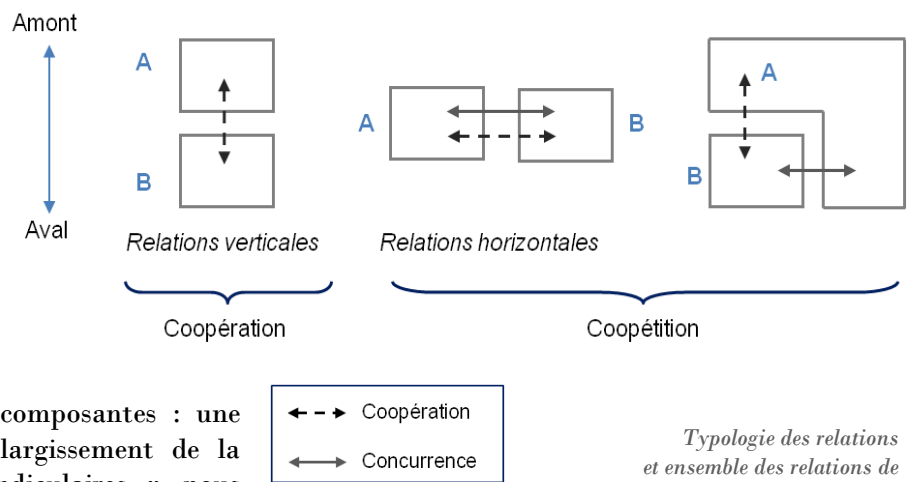 Amont
A
B
Aval
A
B
A
B
Relations verticales
Relations horizontales
Coopération
Coopétition
composantes : une
largissement de la
Coopération
Concurrence
Typologie des relations
et ensemble des relations de